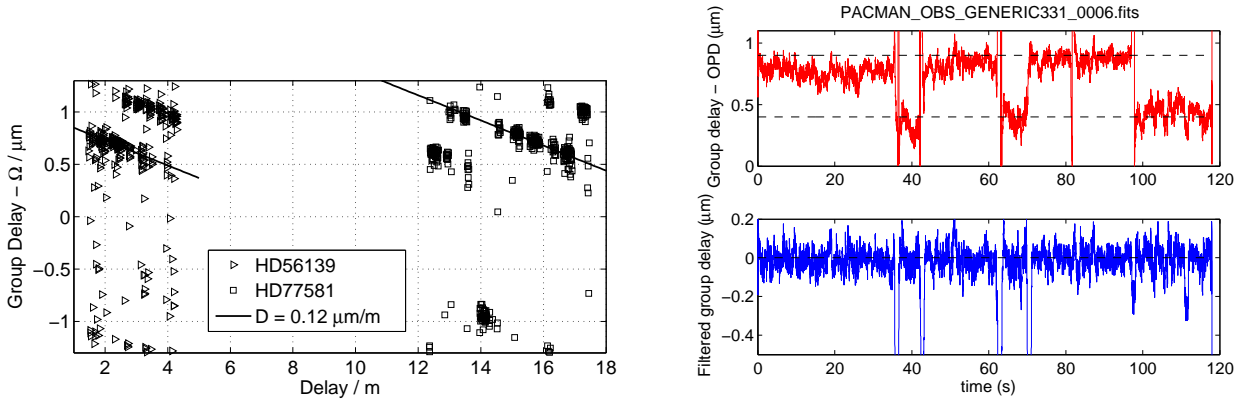 Group Delay – Ω / μm
1
0.5
0
−0.5
−1
2 4 6 8 10 12 14 16 18
Delay / m
HD56139
HD77581
D = 0.12 μm/m
PACMAN_OBS_GENERIC331_0006.fits
Group delay − OPD (μm)
1
0.5
0
0 20 40 60 80 100 120
Filtered group delay (μm)
0.2
0
−0.2
−0.4
0 20 40 60 80 100 120
time (s)